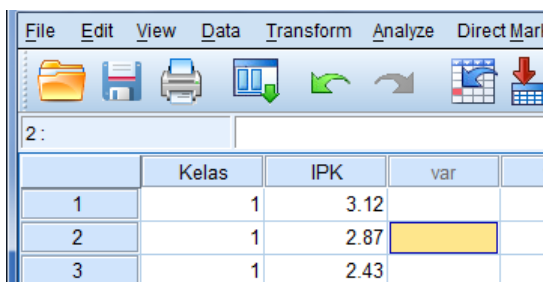 File Edit View Data Transform Analyze Direct Mar
2 :
Kelas IPK var
1 1 3.12
2 1 2.87
3 1 2.43